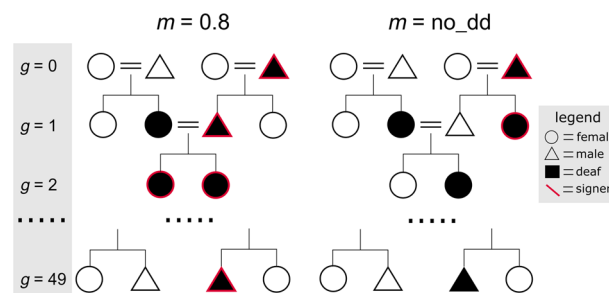 m = 0.8
m = no_dd
g = 0
g = 1
g = 2
g = 49
legend
= femal
= male
= deaf
= signer